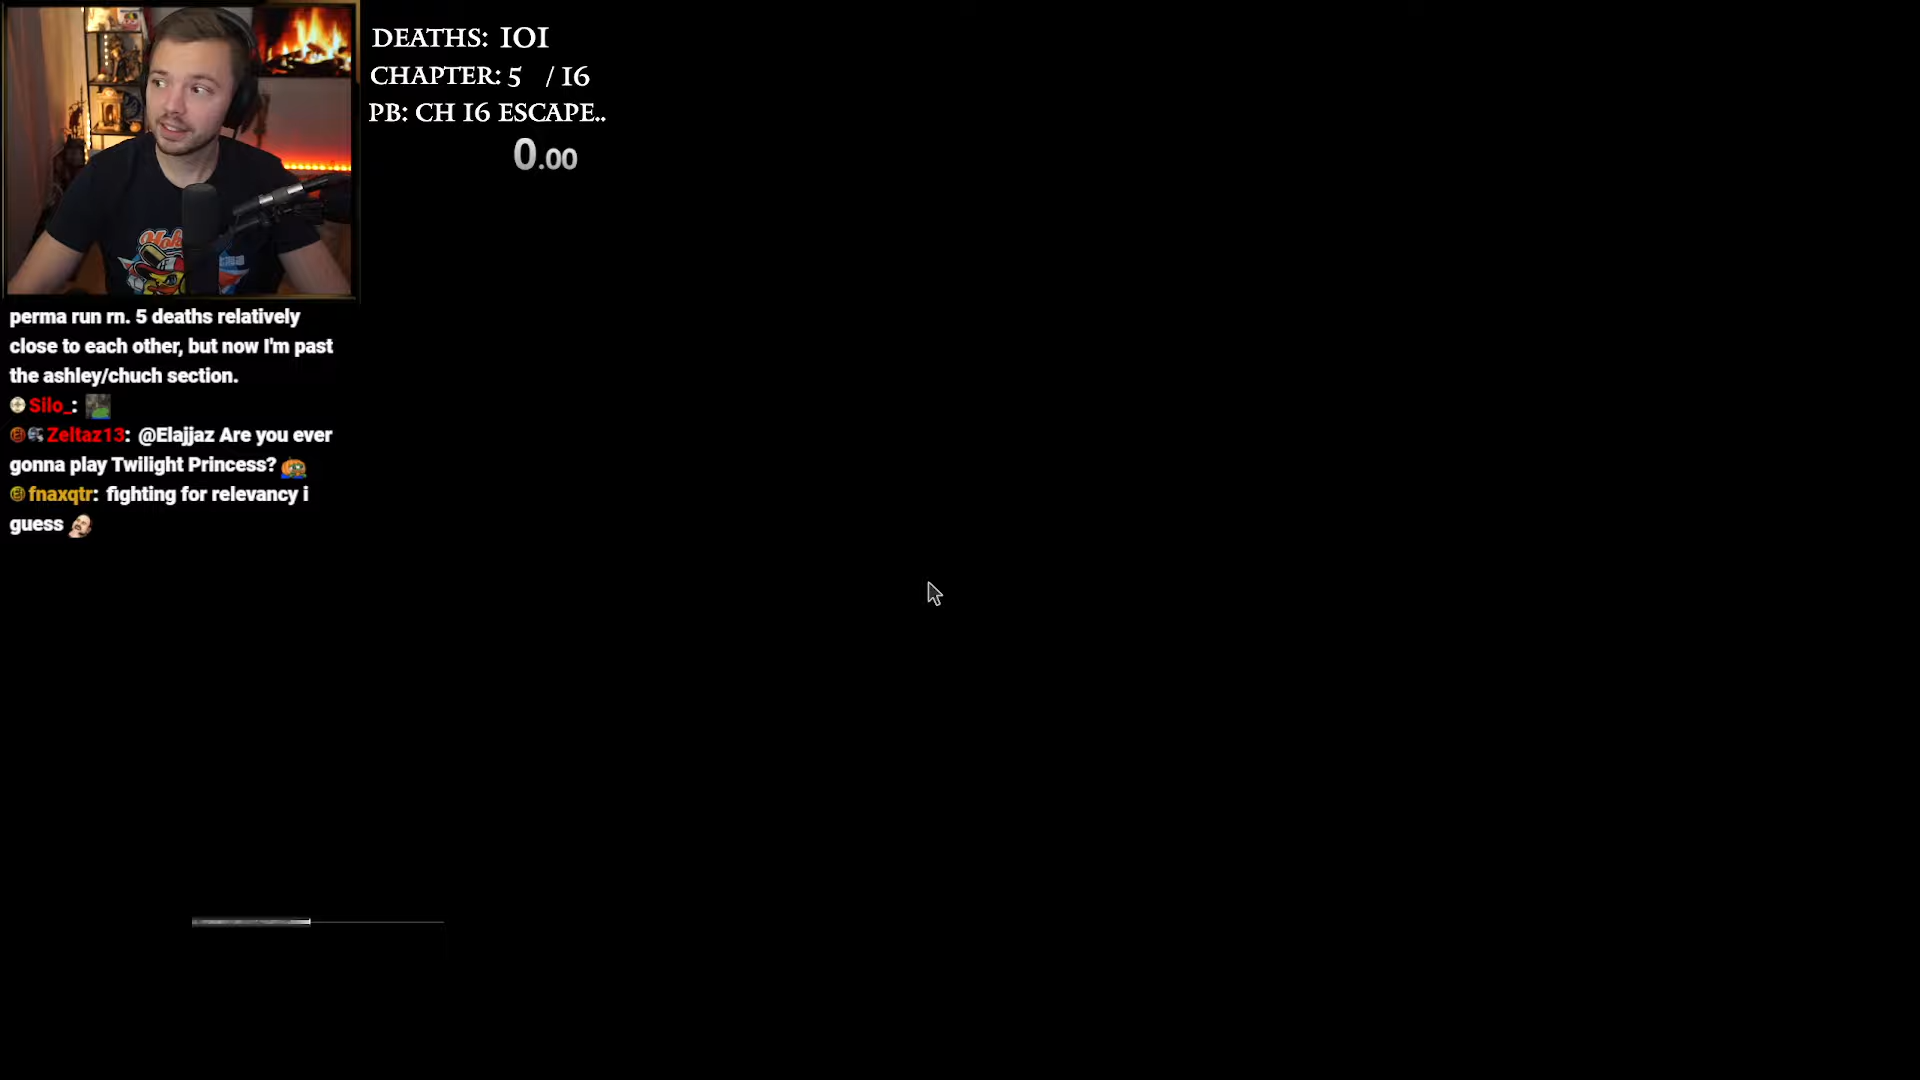 DEATHS: 101
CHAPTER: 5 / 16
PB: CH 16 ESCAPE..
0.00
perma run rn. 5 deaths relatively
close to each other, but now I'm past
the ashley/chuch section.
Silo_:
Zeltaz13: @Elajjaz Are you ever
gonna play Twilight Princess?
fnaxqtr: fighting for relevancy i
guess